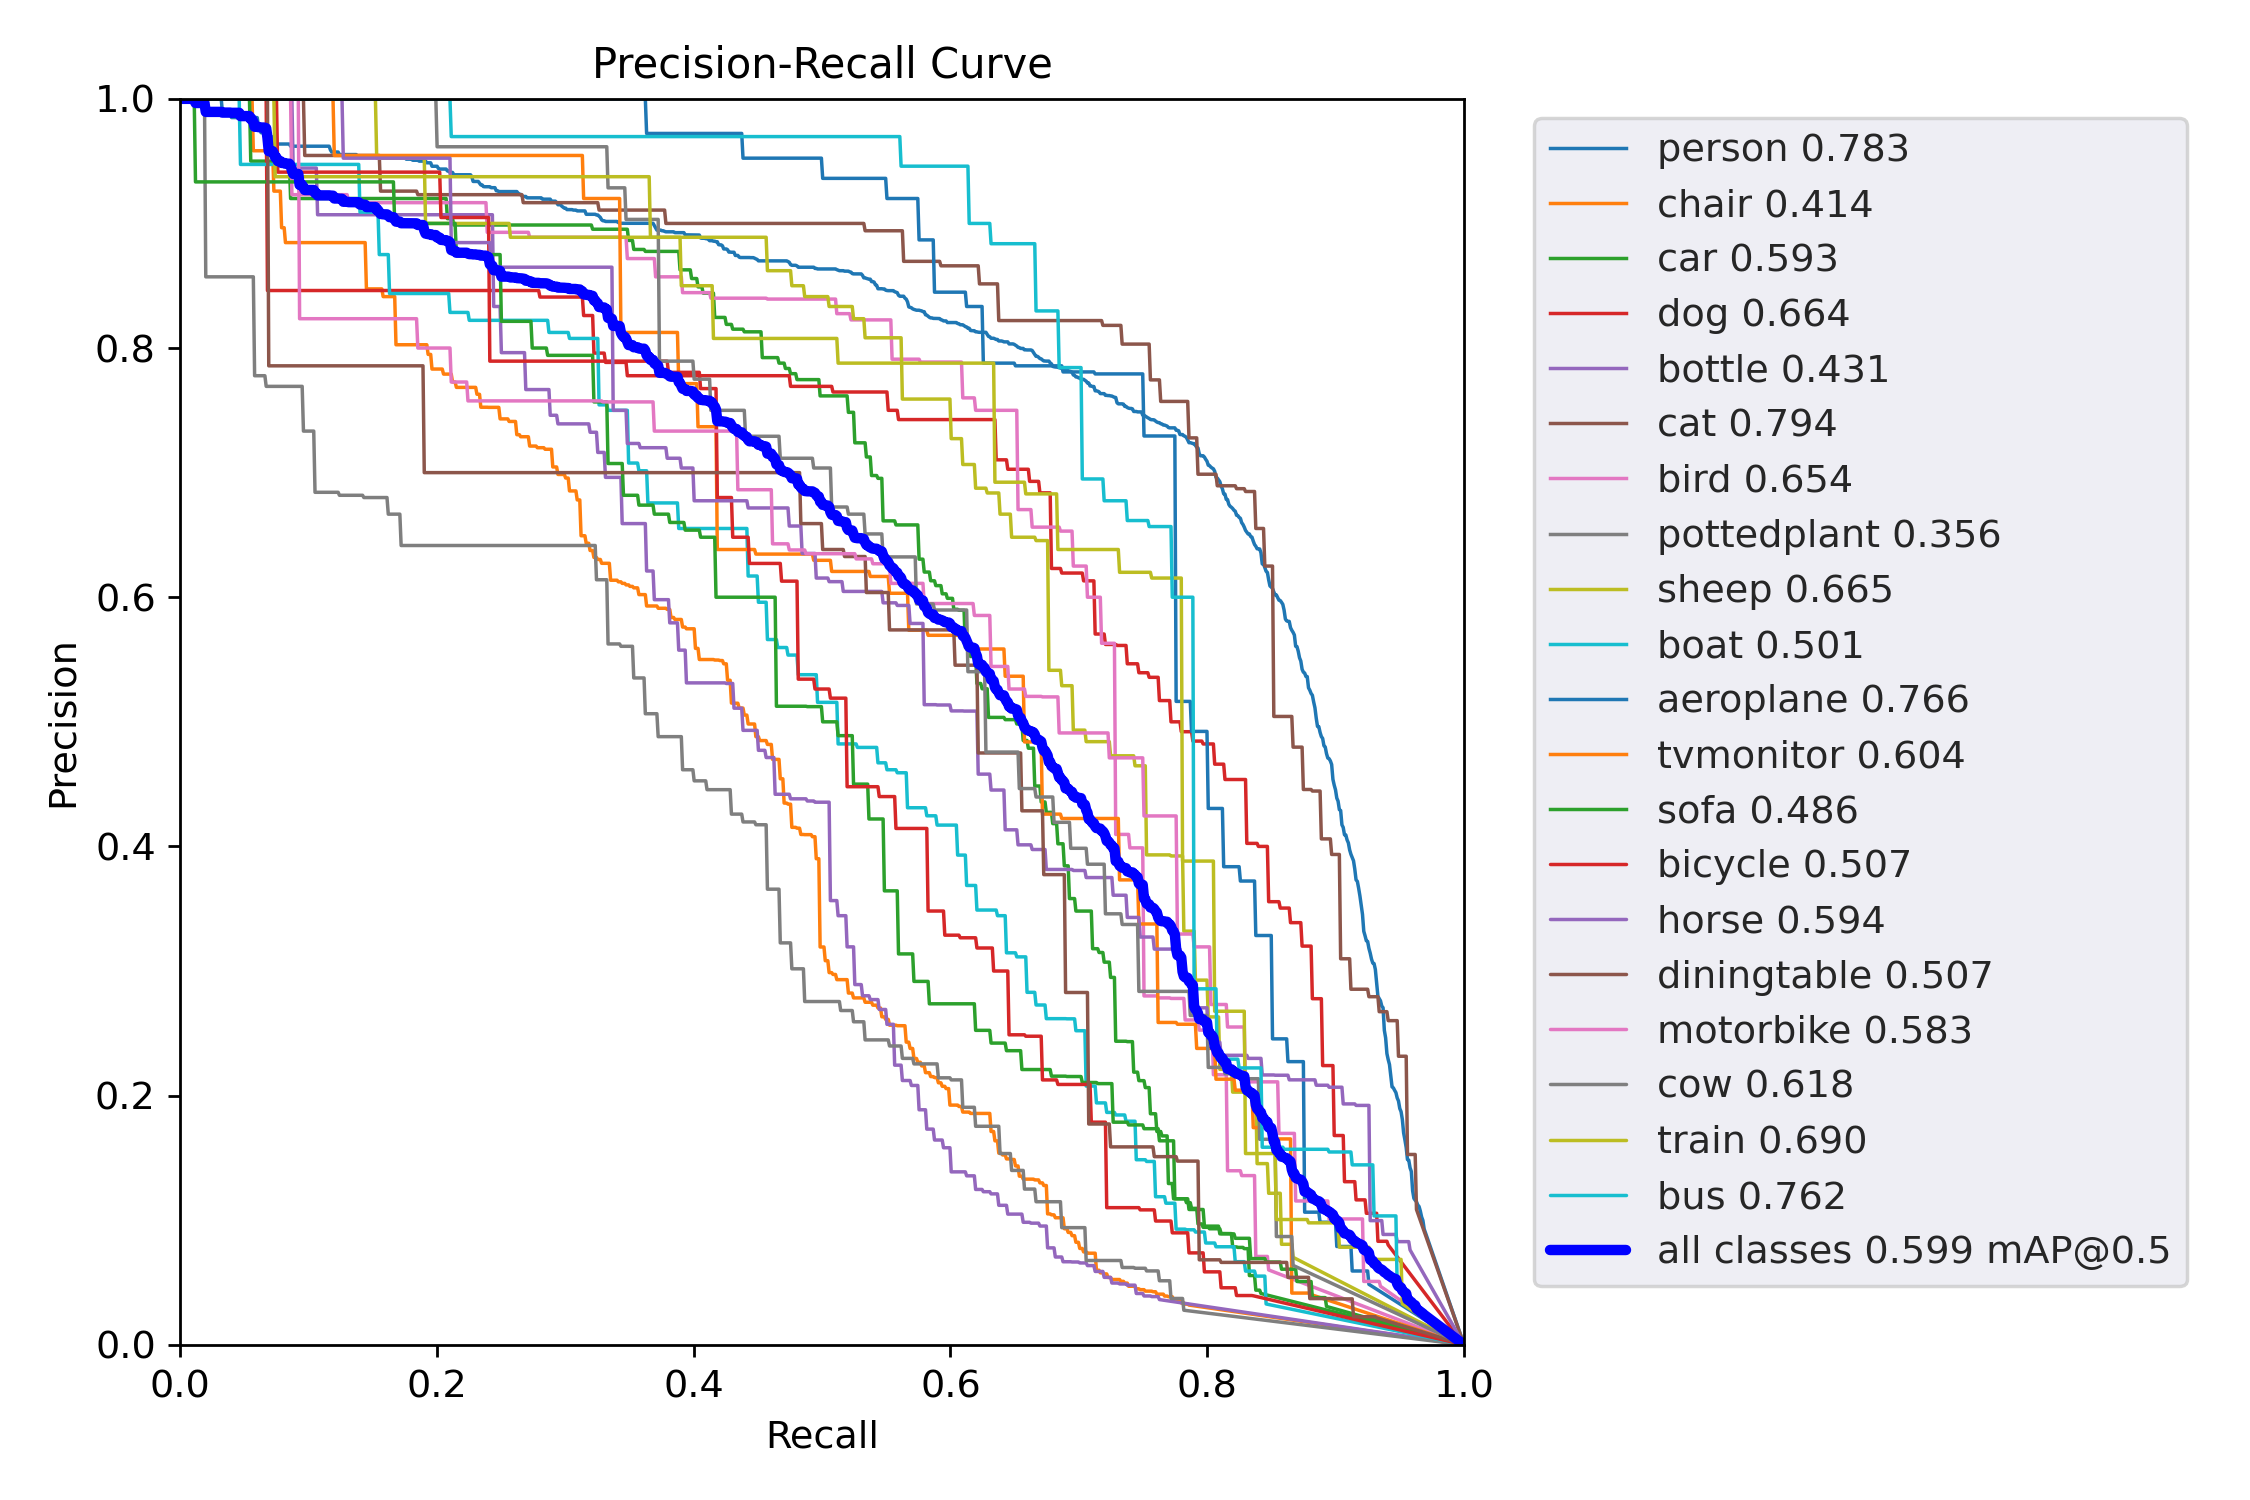 Precision-Recall Curve
1.0
0.8
0.6
0.4
0.2
0.0
Precision
0.0 0.2 0.4 0.6 0.8 1.0
Recall
person 0.783
chair 0.414
car 0.593
dog 0.664
bottle 0.431
cat 0.794
bird 0.654
pottedplant 0.356
sheep 0.665
boat 0.501
aeroplane 0.766
tvmonitor 0.604
sofa 0.486
bicycle 0.507
horse 0.594
diningtable 0.507
motorbike 0.583
cow 0.618
train 0.690
bus 0.762
all classes 0.599 mAP@0.5